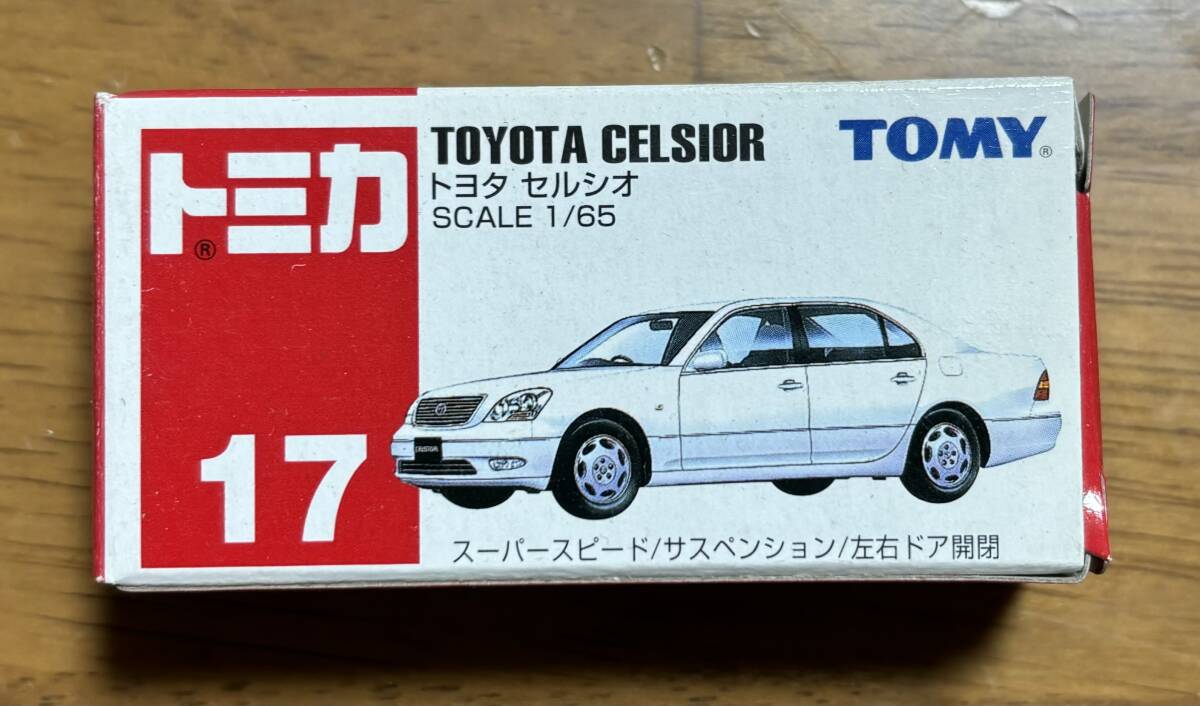 トミカ®
17
TOYOTA CELSIOR
トヨタ セルシオ
SCALE 1/65
TOMY®
CELSIOR
スーパースピード/サスペンション/左右ドア開閉